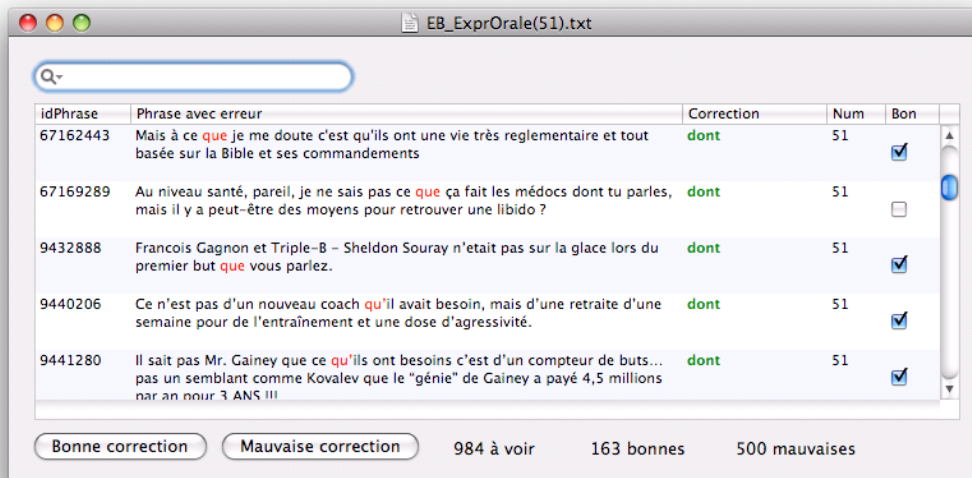 EB_ExprOrale(51).txt
idPhrase Phrase avec erreur Correction Num Bon
67162443 Mais à ce que je me doute c'est qu'ils ont une vie très reglementaire et tout dont 51
basée sur la Bible et ses commandements
67169289 Au niveau santé, pareil, je ne sais pas ce que ça fait les médocs dont tu parles, dont 51
mais il y a peut-être des moyens pour retrouver une libido ?
9432888 Francois Gagnon et Triple-B – Sheldon Souray n'etait pas sur la glace lors du dont 51
premier but que vous parlez.
9440206 Ce n'est pas d'un nouveau coach qu'il avait besoin, mais d'une retraite d'une dont 51
semaine pour de l'entraînement et une dose d'agressivité.
9441280 Il sait pas Mr. Gainey que ce qu'ils ont besoins c'est d'un compteur de buts... dont 51
pas un semblant comme Kovalev que le "génie" de Gainey a payé 4,5 millions
par an pour 3 ANS !!!
Bonne correction Mauvaise correction 984 à voir 163 bonnes 500 mauvaises